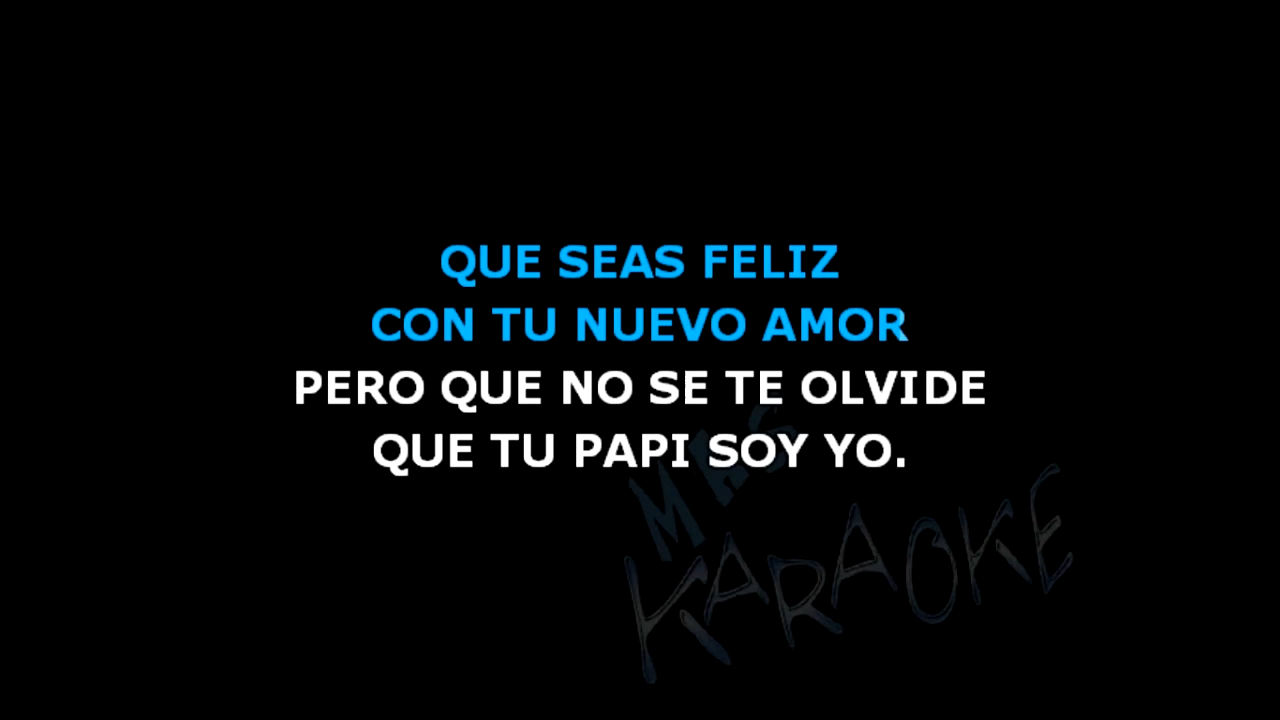 QUE SEAS FELIZ
CON TU NUEVO AMOR
PERO QUE NO SE TE OLVIDE
QUE TU PAPI SOY YO.
MAS
KARAOKE